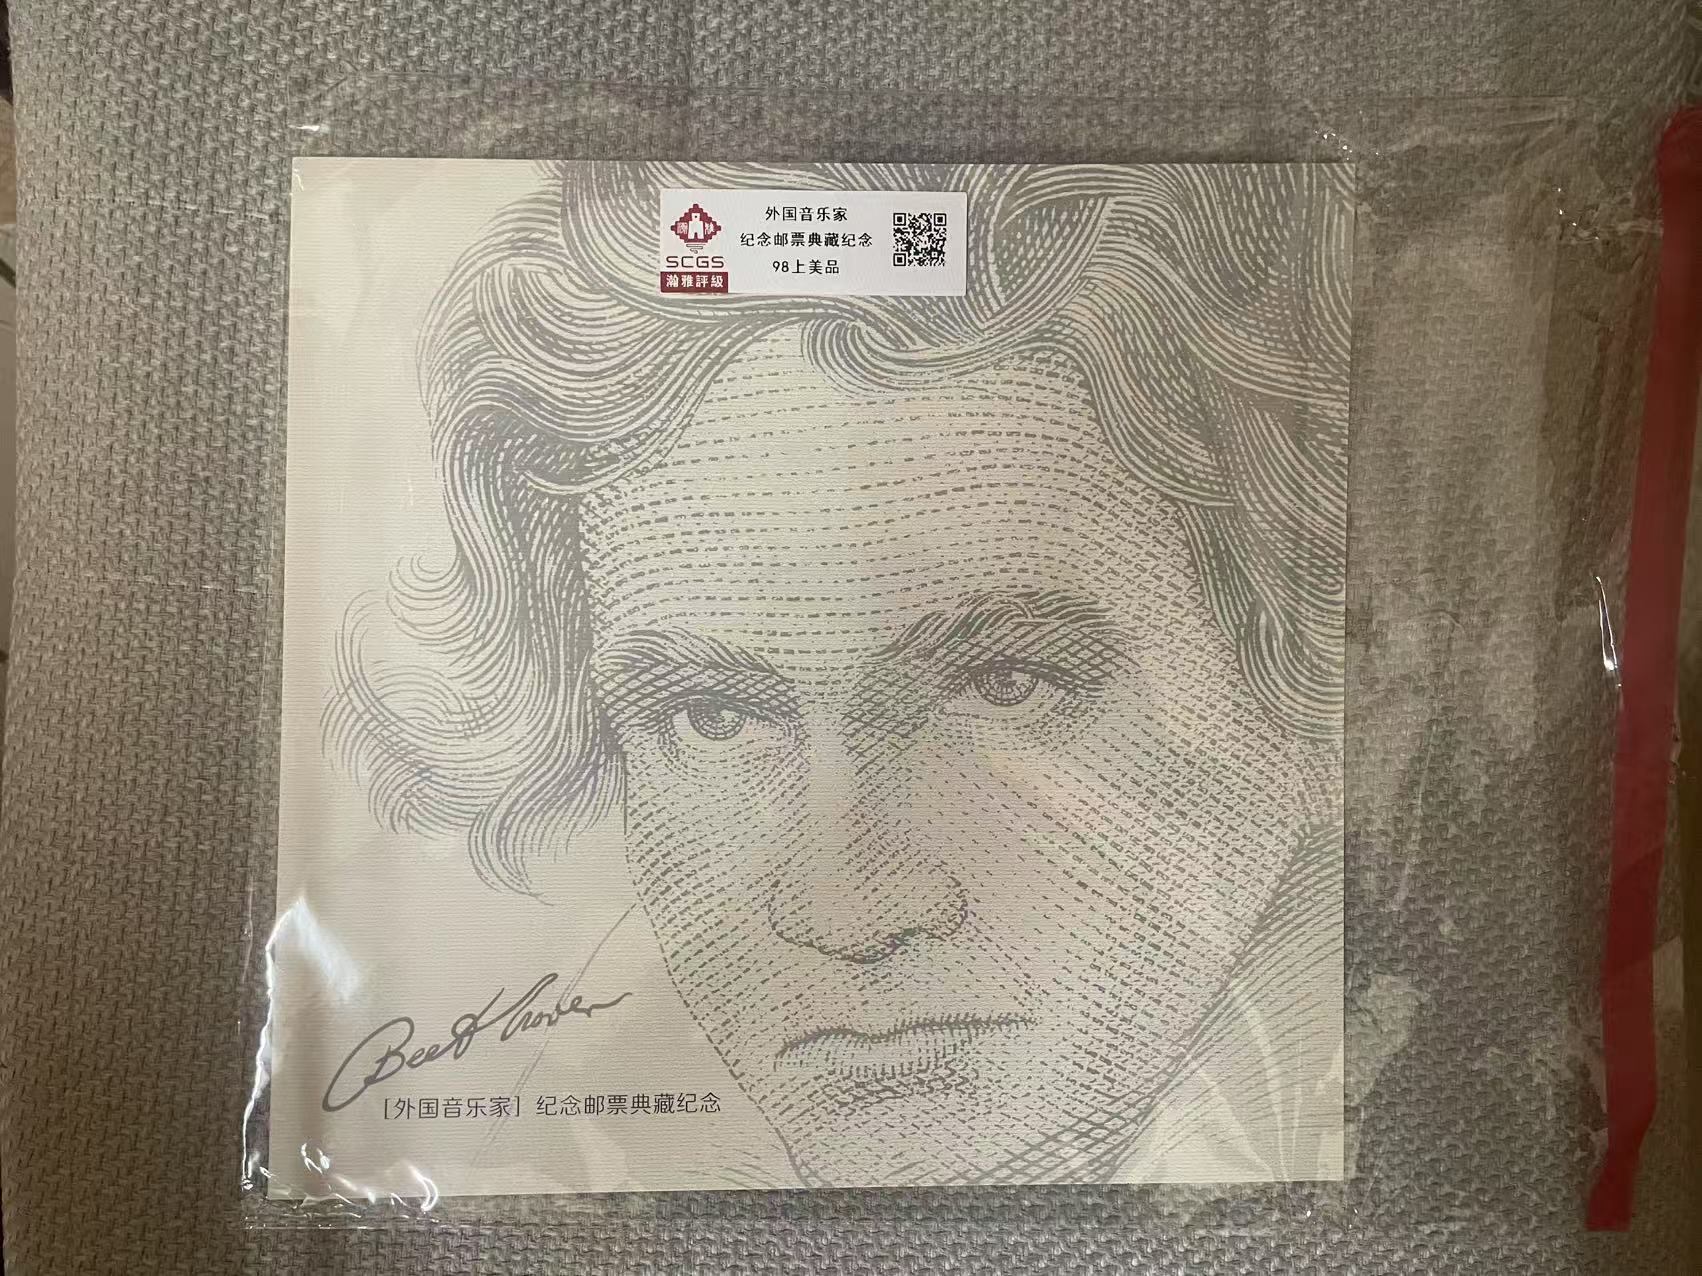 外国音乐家
纪念邮票典藏纪念
98上美品
SCGS
瀚雅評級
Beethoven
[外国音乐家] 纪念邮票典藏纪念